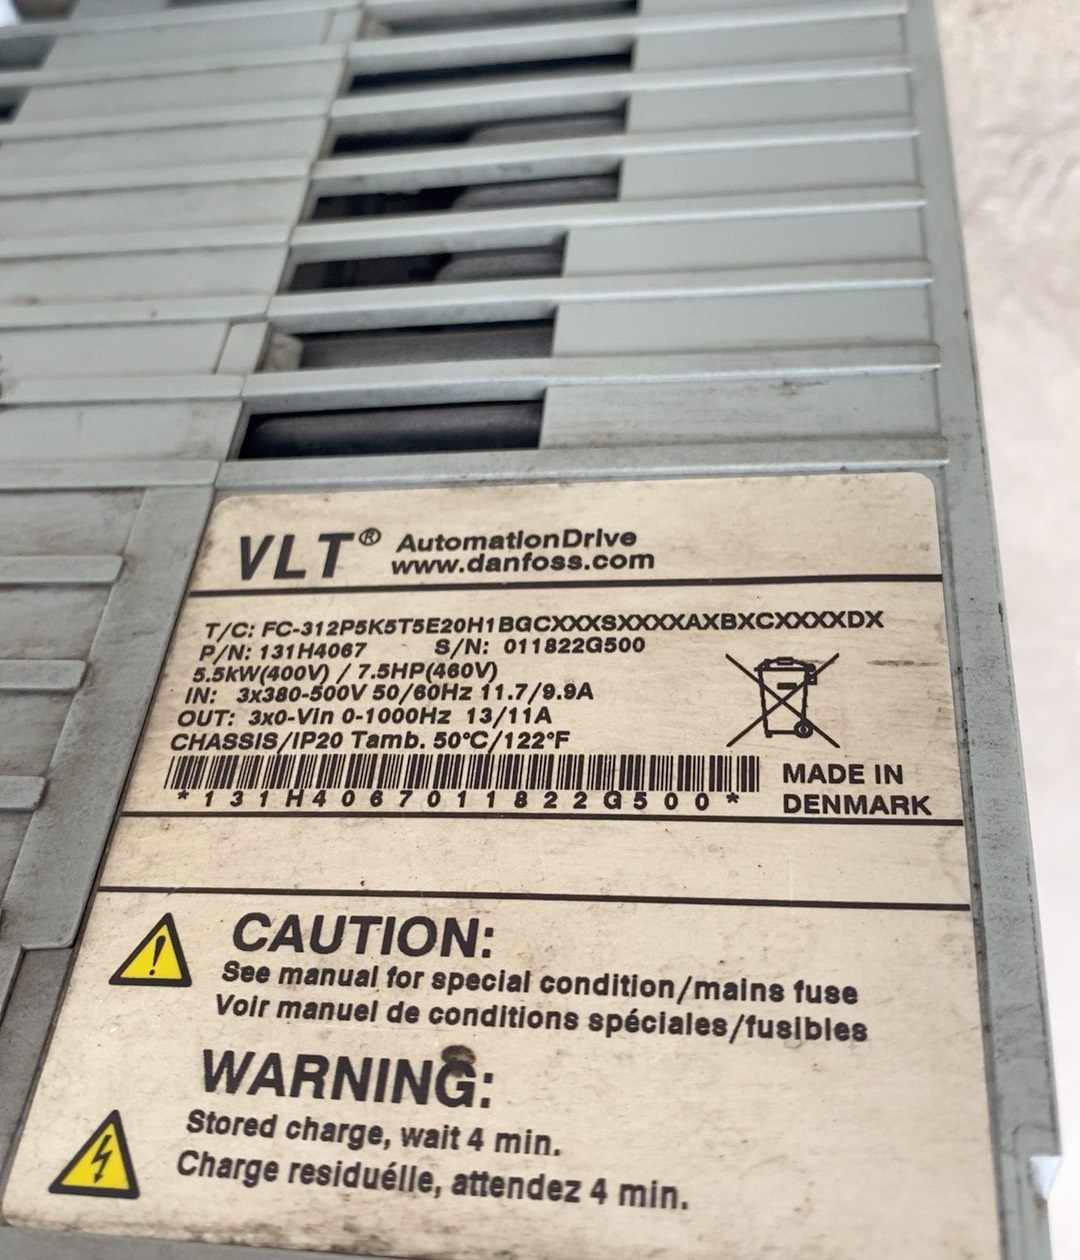 VLT® AutomationDrive
www.danfoss.com
T/C: FC-312P5K5T5E20H1BGCXXXSXXXXAXBXCXXXXDX
P/N: 131H4067 S/N: 011822G500
5.5kW(400V) / 7.5HP(460V)
IN: 3x380-500V 50/60Hz 11.7/9.9A
OUT: 3x0-Vin 0-1000Hz 13/11A
CHASSIS/IP20 Tamb. 50°C/122°F
*131H4067011822G500*
MADE IN
DENMARK
CAUTION:
See manual for special condition/mains fuse
Voir manuel de conditions spéciales/fusibles
WARNING:
Stored charge, wait 4 min.
Charge residuélle, attendez 4 min.